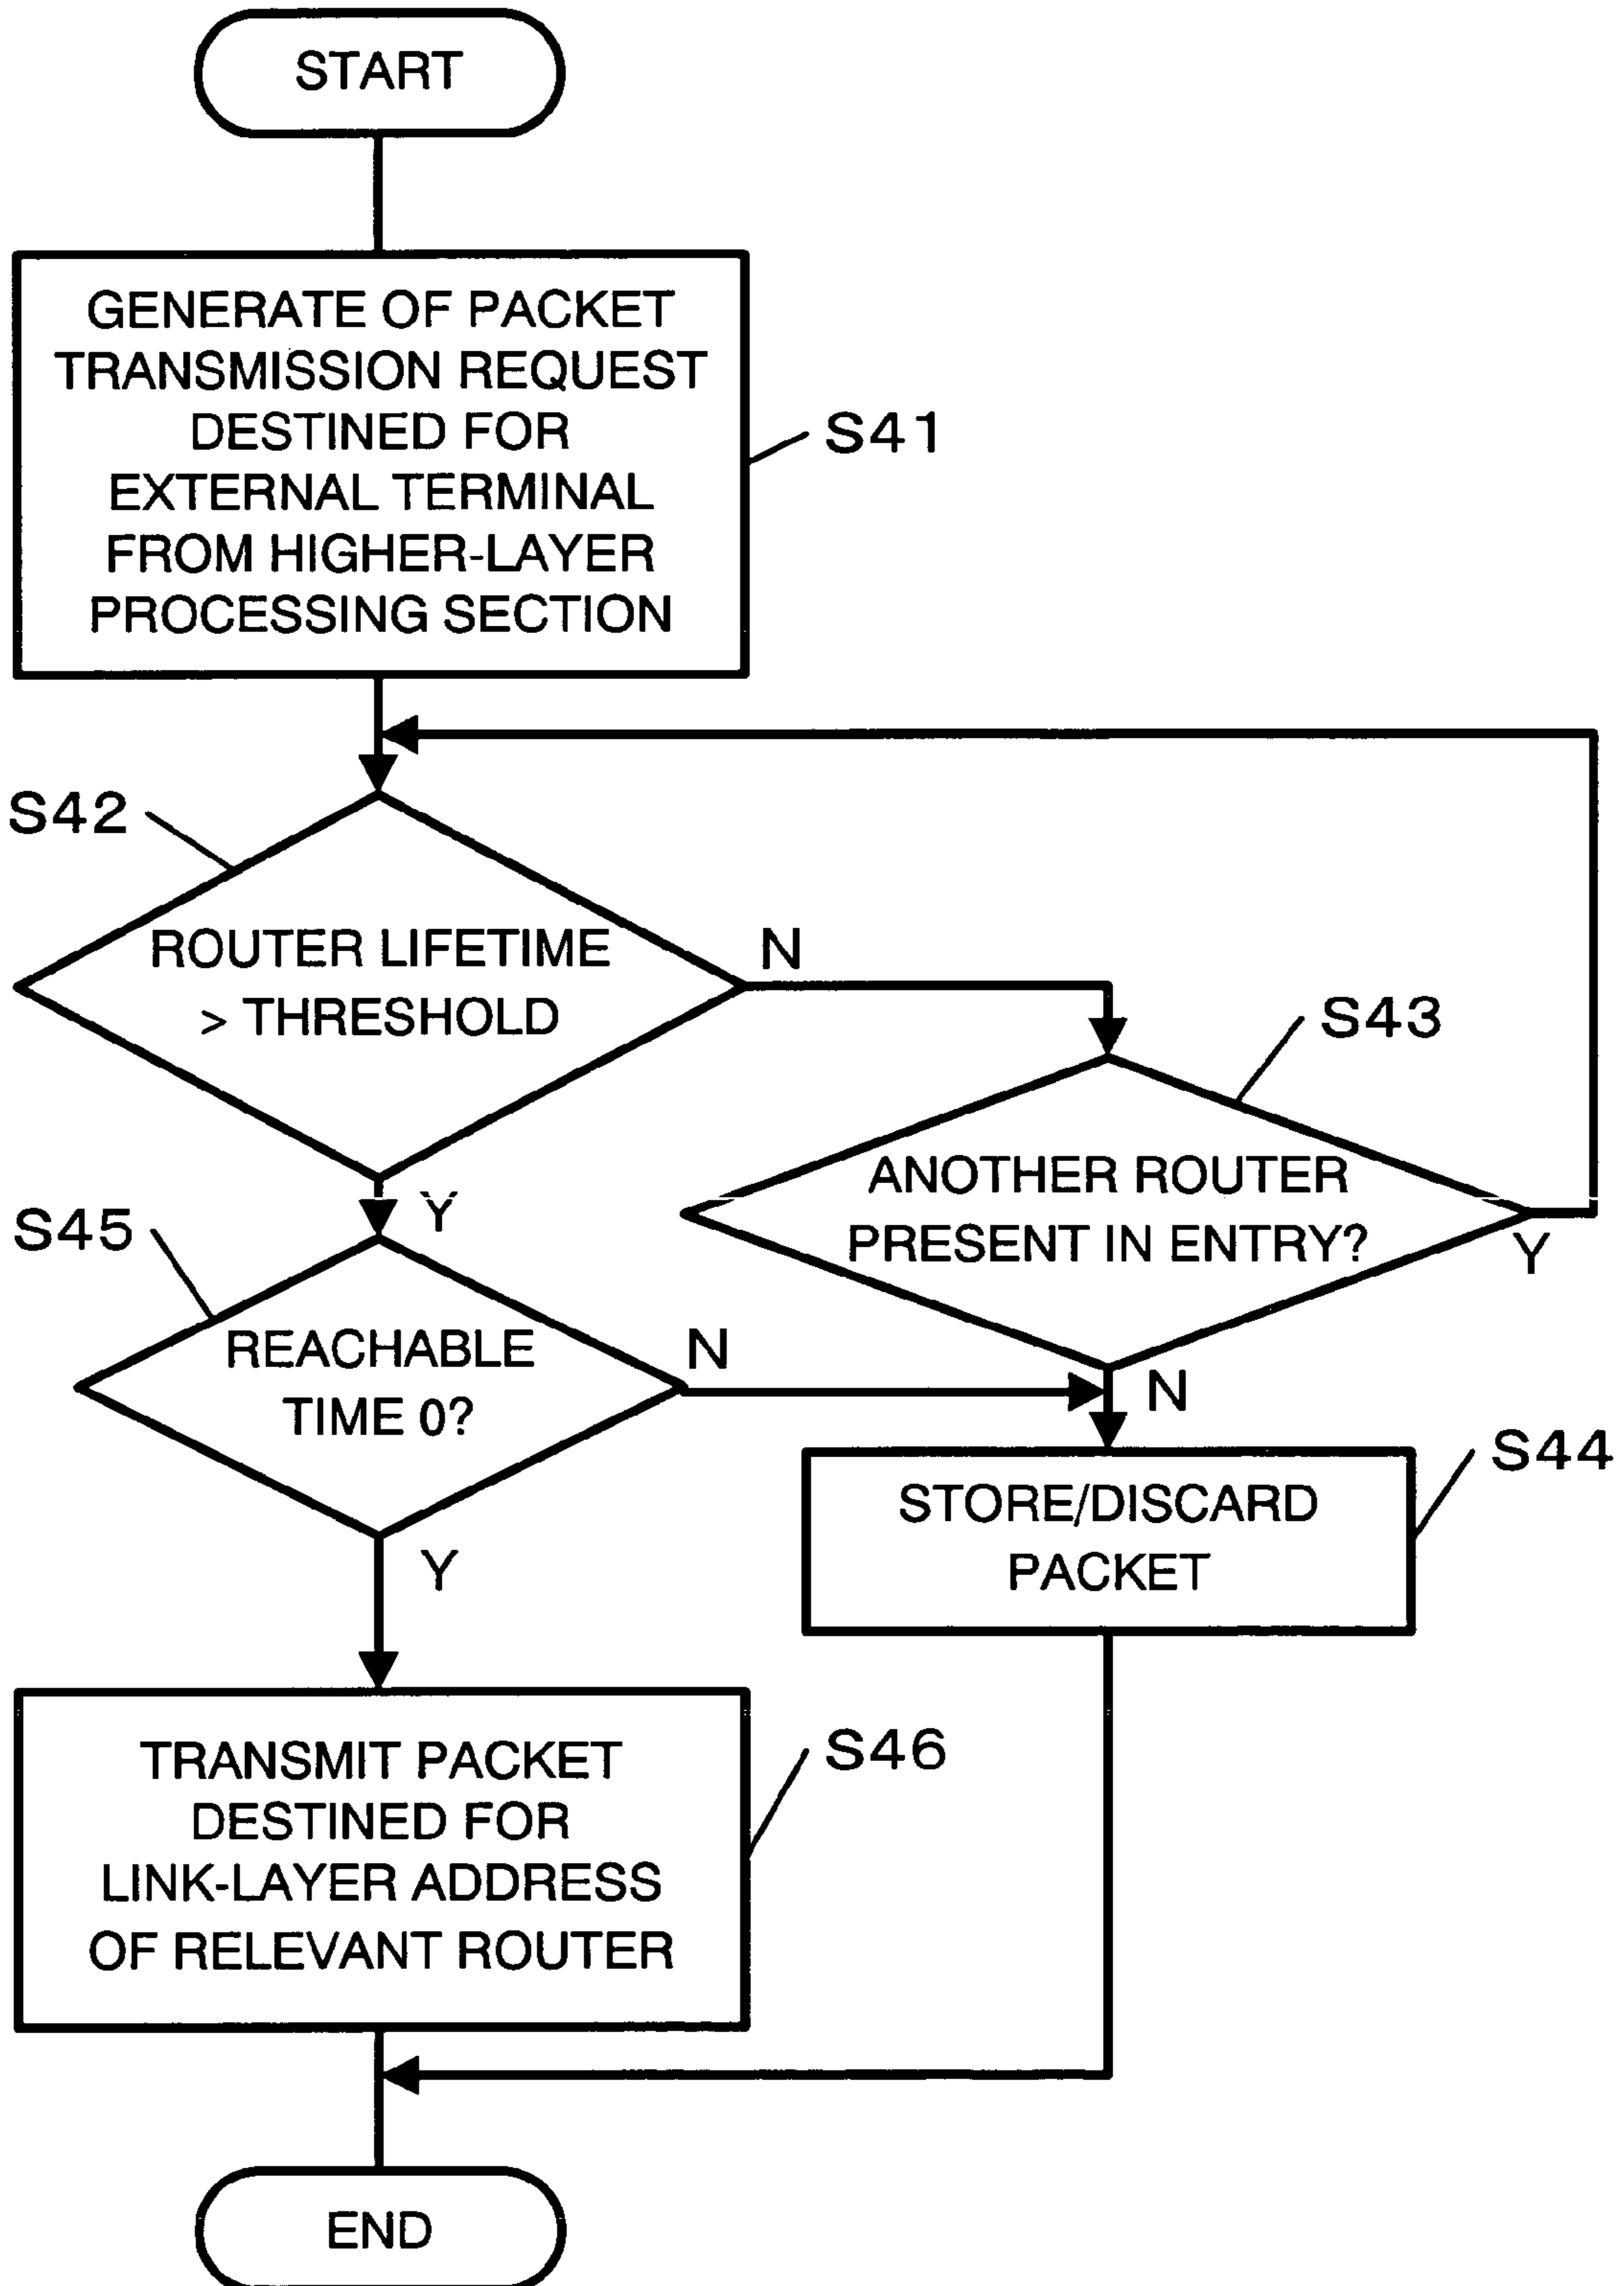 START
GENERATE OF PACKET
TRANSMISSION REQUEST
DESTINED FOR
EXTERNAL TERMINAL
FROM HIGHER-LAYER
PROCESSING SECTION
S41
S42
ROUTER LIFETIME
> THRESHOLD
N
S43
ANOTHER ROUTER
PRESENT IN ENTRY?
Y
Y
S45
REACHABLE
TIME 0?
N
N
Y
S44
STORE/DISCARD
PACKET
TRANSMIT PACKET
DESTINED FOR
LINK-LAYER ADDRESS
OF RELEVANT ROUTER
S46
END